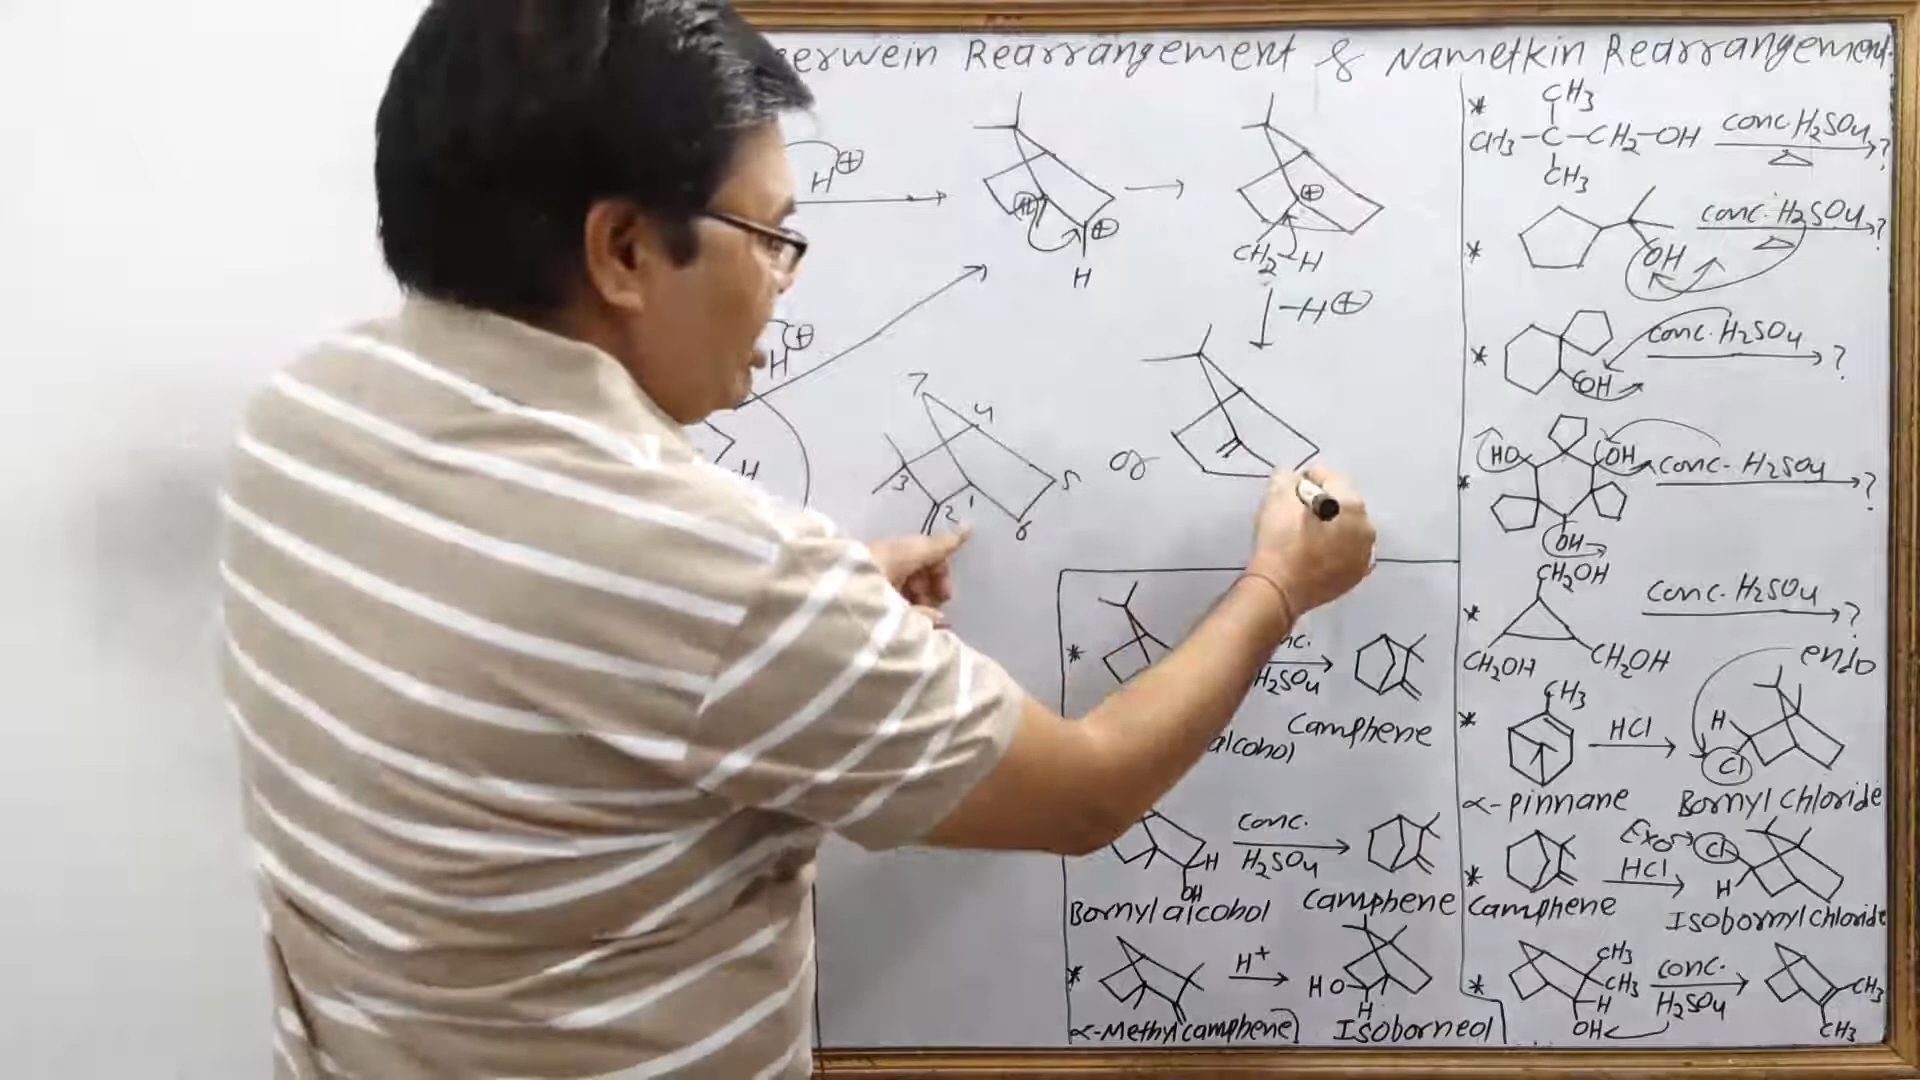 eerwein Rearrangement & Nametkin Rearrangement.
H⊕
H⊕
H
⊕
H
⊕
CH2-H
-H⊕
7
4
3
2
1
5
6
or
H
* conc. H2SO4
Camphene
alcohol
conc. H2SO4
H
OH
Bornyl alcohol
Camphene
* H+
HO
H
α-Methyl camphene
Isoborneol
* CH3
CH3-C-CH2-OH conc. H2SO4 △ ?
CH3
* OH conc. H2SO4 △ ?
* OH conc. H2SO4 ?
* HO OH conc. H2SO4 ?
OH
CH2OH
* conc. H2SO4 ?
CH2OH CH2OH
endo
CH3
* HCl H
Cl
α-pinnane Bornyl chloride
Exo Cl
* HCl H
Camphene Isobornyl chloride
* CH3
CH3 conc. H2SO4 CH3
H
OH CH3